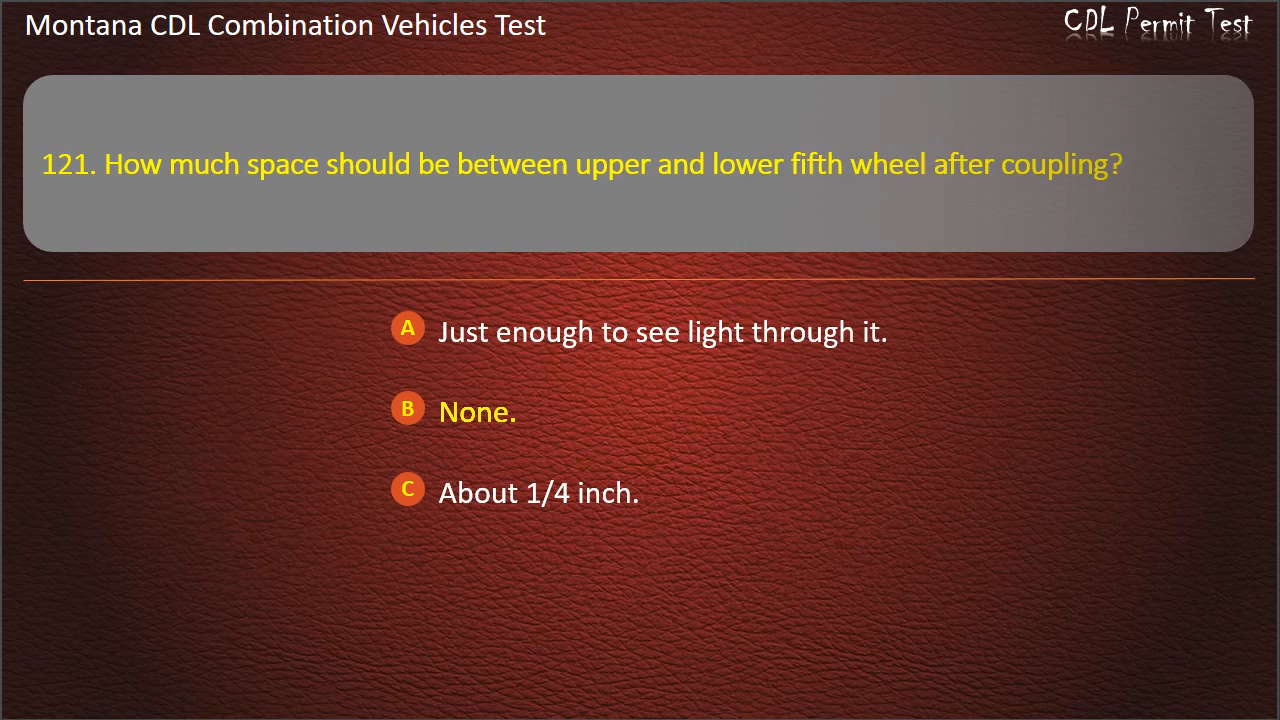 Montana CDL Combination Vehicles Test
CDL Permit Test
121. How much space should be between upper and lower fifth wheel after coupling?
A Just enough to see light through it.
B None.
C About 1/4 inch.